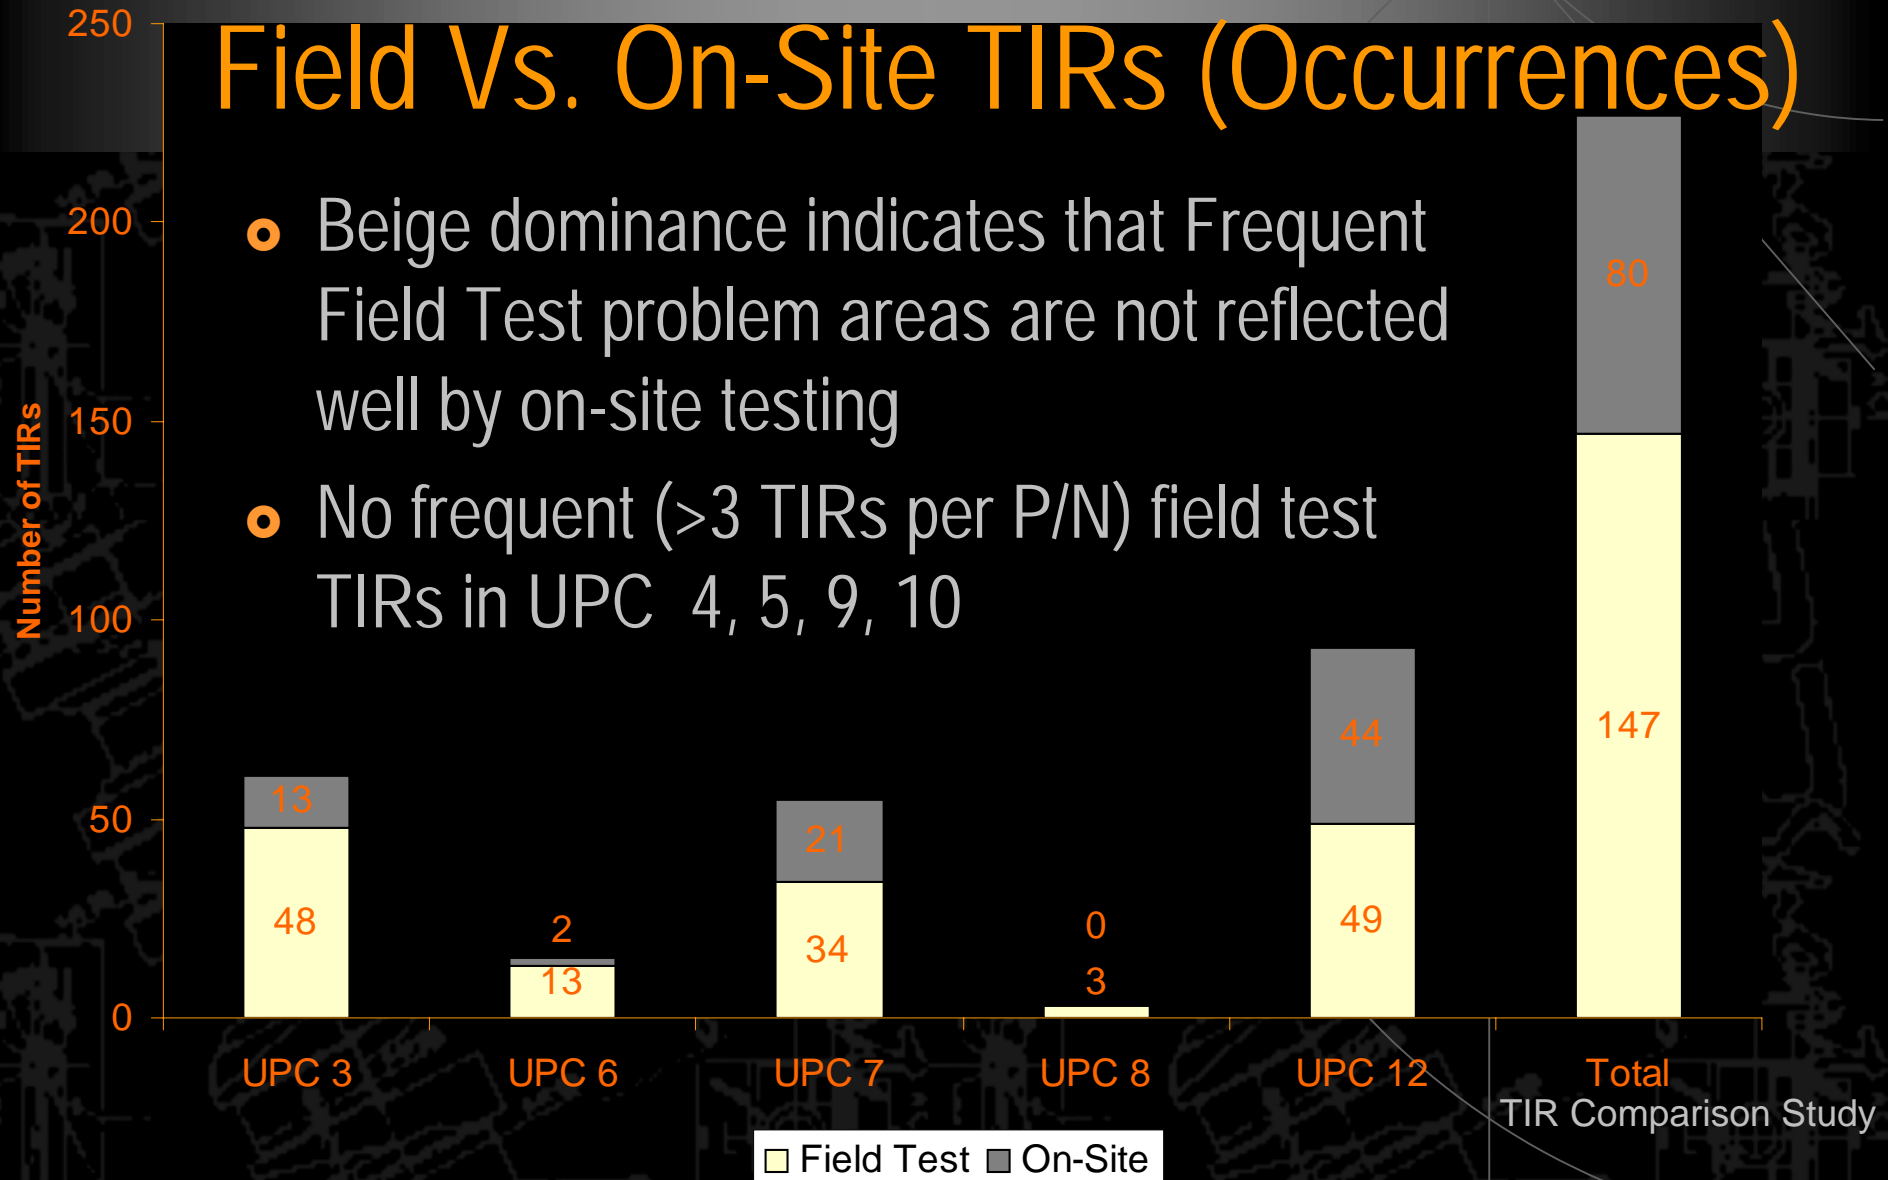 Field Vs. On-Site TIRs (Occurrences)
Beige dominance indicates that Frequent
Field Test problem areas are not reflected
well by on-site testing
No frequent (>3 TIRs per P/N) field test
TIRs in UPC  4, 5, 9, 10
Number of TIRs
250
200
150
100
50
0
13
48
2
13
21
34
0
3
44
49
80
147
UPC 3
UPC 6
UPC 7
UPC 8
UPC 12
Total
TIR Comparison Study
Field Test
On-Site